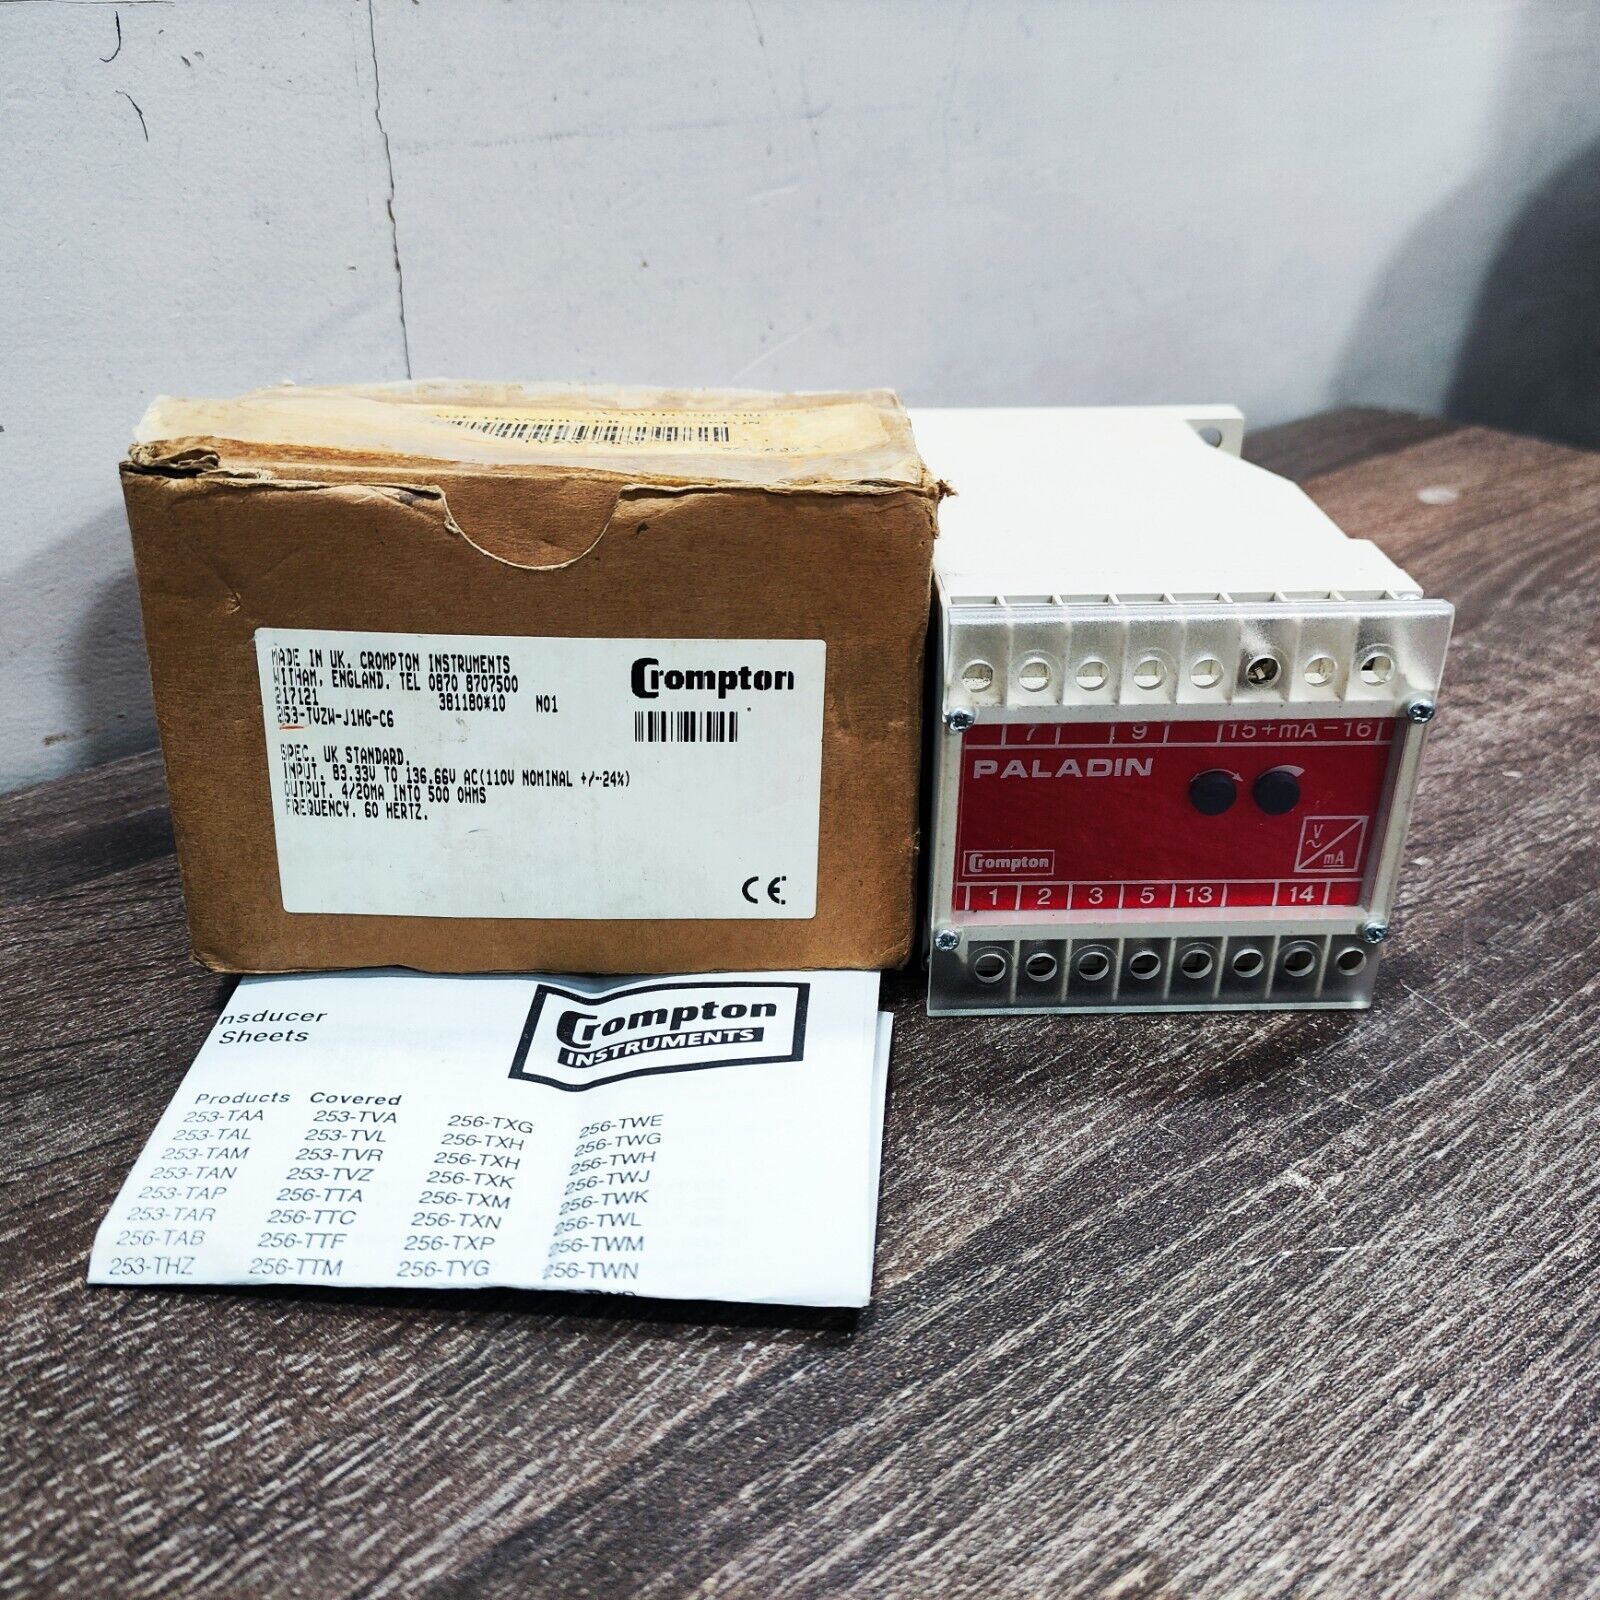 MADE IN UK. CROMPTON INSTRUMENTS
WITHAM, ENGLAND. TEL 0870 8707500
217121 381180*10 N01
253-TVZW-J1HG-C6
Crompton
SPEC. UK STANDARD.
INPUT. 83.33V TO 136.66V AC(110V NOMINAL +/-24%)
OUTPUT. 4/20MA INTO 500 OHMS
FREQUENCY. 60 HERTZ.
CE
7 9 15+mA-16
PALADIN
V
~
mA
Crompton
1 2 3 5 13 14
nsducer
Sheets
Crompton
INSTRUMENTS
Products Covered
253-TAA 253-TVA 256-TXG 256-TWE
253-TAL 253-TVL 256-TXH 256-TWG
253-TAM 253-TVR 256-TXH 256-TWH
253-TAN 253-TVZ 256-TXK 256-TWJ
253-TAP 256-TTA 256-TXM 256-TWK
253-TAR 256-TTC 256-TXN 256-TWL
256-TAB 256-TTF 256-TXP 256-TWM
253-THZ 256-TTM 256-TYG 256-TWN